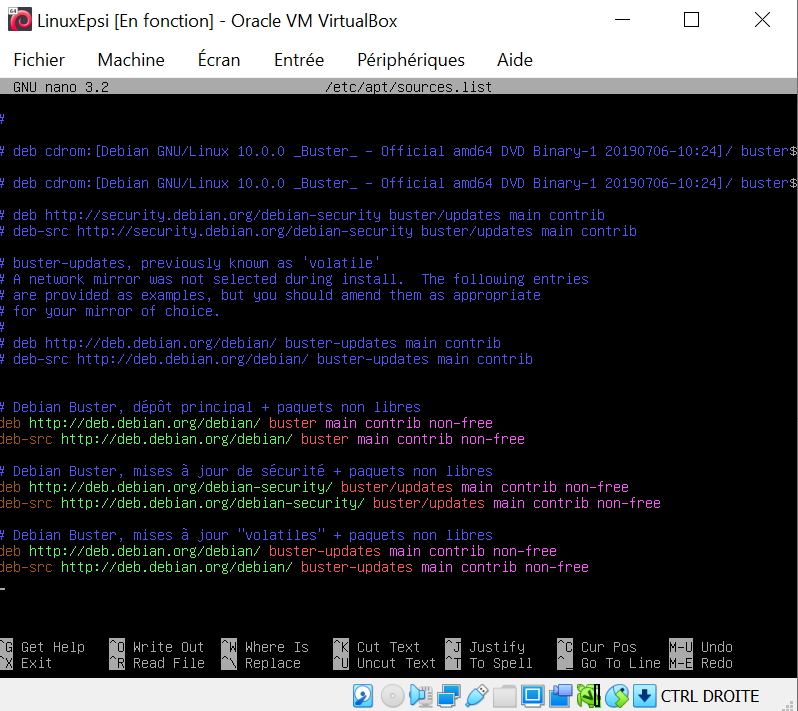 LinuxEpsi [En fonction] - Oracle VM VirtualBox
Fichier Machine Écran Entrée Périphériques Aide
GNU nano 3.2 /etc/apt/sources.list
#
# deb cdrom:[Debian GNU/Linux 10.0.0 _Buster_ - Official amd64 DVD Binary-1 20190706-10:24]/ buster$
# deb cdrom:[Debian GNU/Linux 10.0.0 _Buster_ - Official amd64 DVD Binary-1 20190706-10:24]/ buster$
# deb http://security.debian.org/debian-security buster/updates main contrib
# deb-src http://security.debian.org/debian-security buster/updates main contrib
# buster-updates, previously known as 'volatile'
# A network mirror was not selected during install.  The following entries
# are provided as examples, but you should amend them as appropriate
# for your mirror of choice.
#
# deb http://deb.debian.org/debian/ buster-updates main contrib
# deb-src http://deb.debian.org/debian/ buster-updates main contrib
# Debian Buster, dépôt principal + paquets non libres
deb http://deb.debian.org/debian/ buster main contrib non-free
deb-src http://deb.debian.org/debian/ buster main contrib non-free
# Debian Buster, mises à jour de sécurité + paquets non libres
deb http://deb.debian.org/debian-security/ buster/updates main contrib non-free
deb-src http://deb.debian.org/debian-security/ buster/updates main contrib non-free
# Debian Buster, mises à jour "volatiles" + paquets non libres
deb http://deb.debian.org/debian/ buster-updates main contrib non-free
deb-src http://deb.debian.org/debian/ buster-updates main contrib non-free
^G Get Help ^O Write Out ^W Where Is ^K Cut Text ^J Justify ^C Cur Pos M-U Undo
^X Exit ^R Read File ^\ Replace ^U Uncut Text ^T To Spell ^_ Go To Line M-E Redo
CTRL DROITE